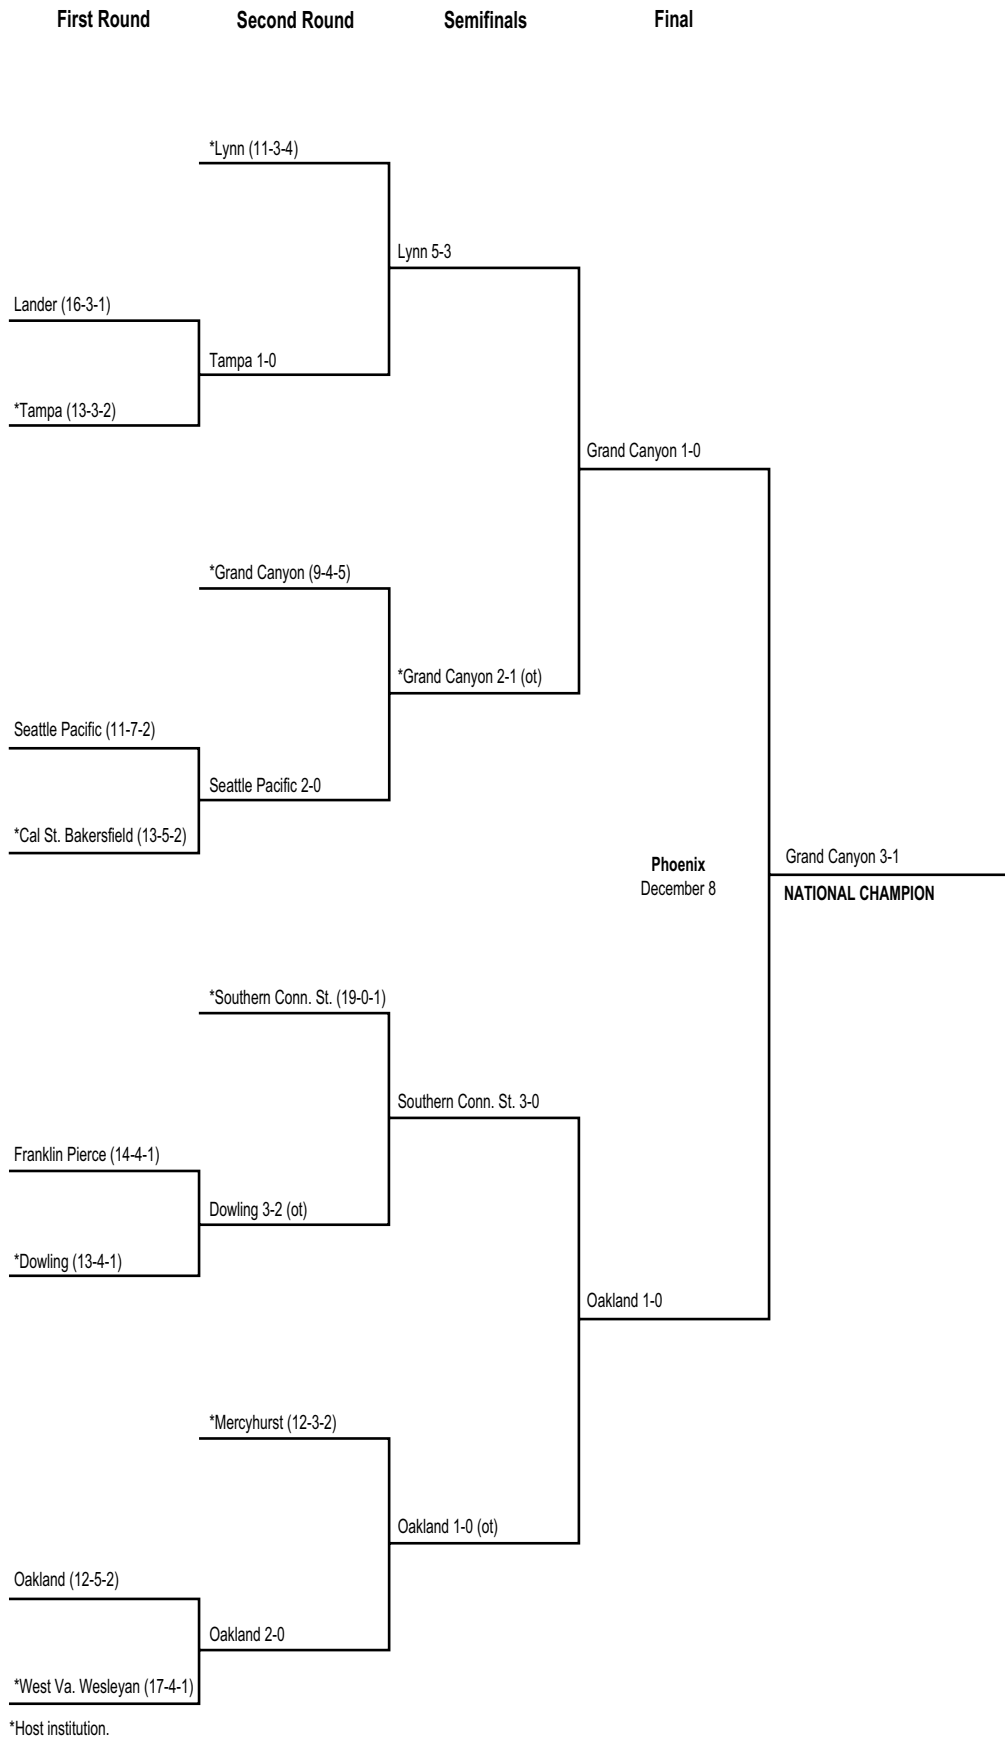 First Round
Second Round
Semifinals
Final
*Lynn (11-3-4)
Lynn 5-3
Lander (16-3-1)
Tampa 1-0
*Tampa (13-3-2)
Grand Canyon 1-0
*Grand Canyon (9-4-5)
*Grand Canyon 2-1 (ot)
Seattle Pacific (11-7-2)
Seattle Pacific 2-0
*Cal St. Bakersfield (13-5-2)
Phoenix
December 8
Grand Canyon 3-1
NATIONAL CHAMPION
*Southern Conn. St. (19-0-1)
Southern Conn. St. 3-0
Franklin Pierce (14-4-1)
Dowling 3-2 (ot)
*Dowling (13-4-1)
Oakland 1-0
*Mercyhurst (12-3-2)
Oakland 1-0 (ot)
Oakland (12-5-2)
Oakland 2-0
*West Va. Wesleyan (17-4-1)
*Host institution.